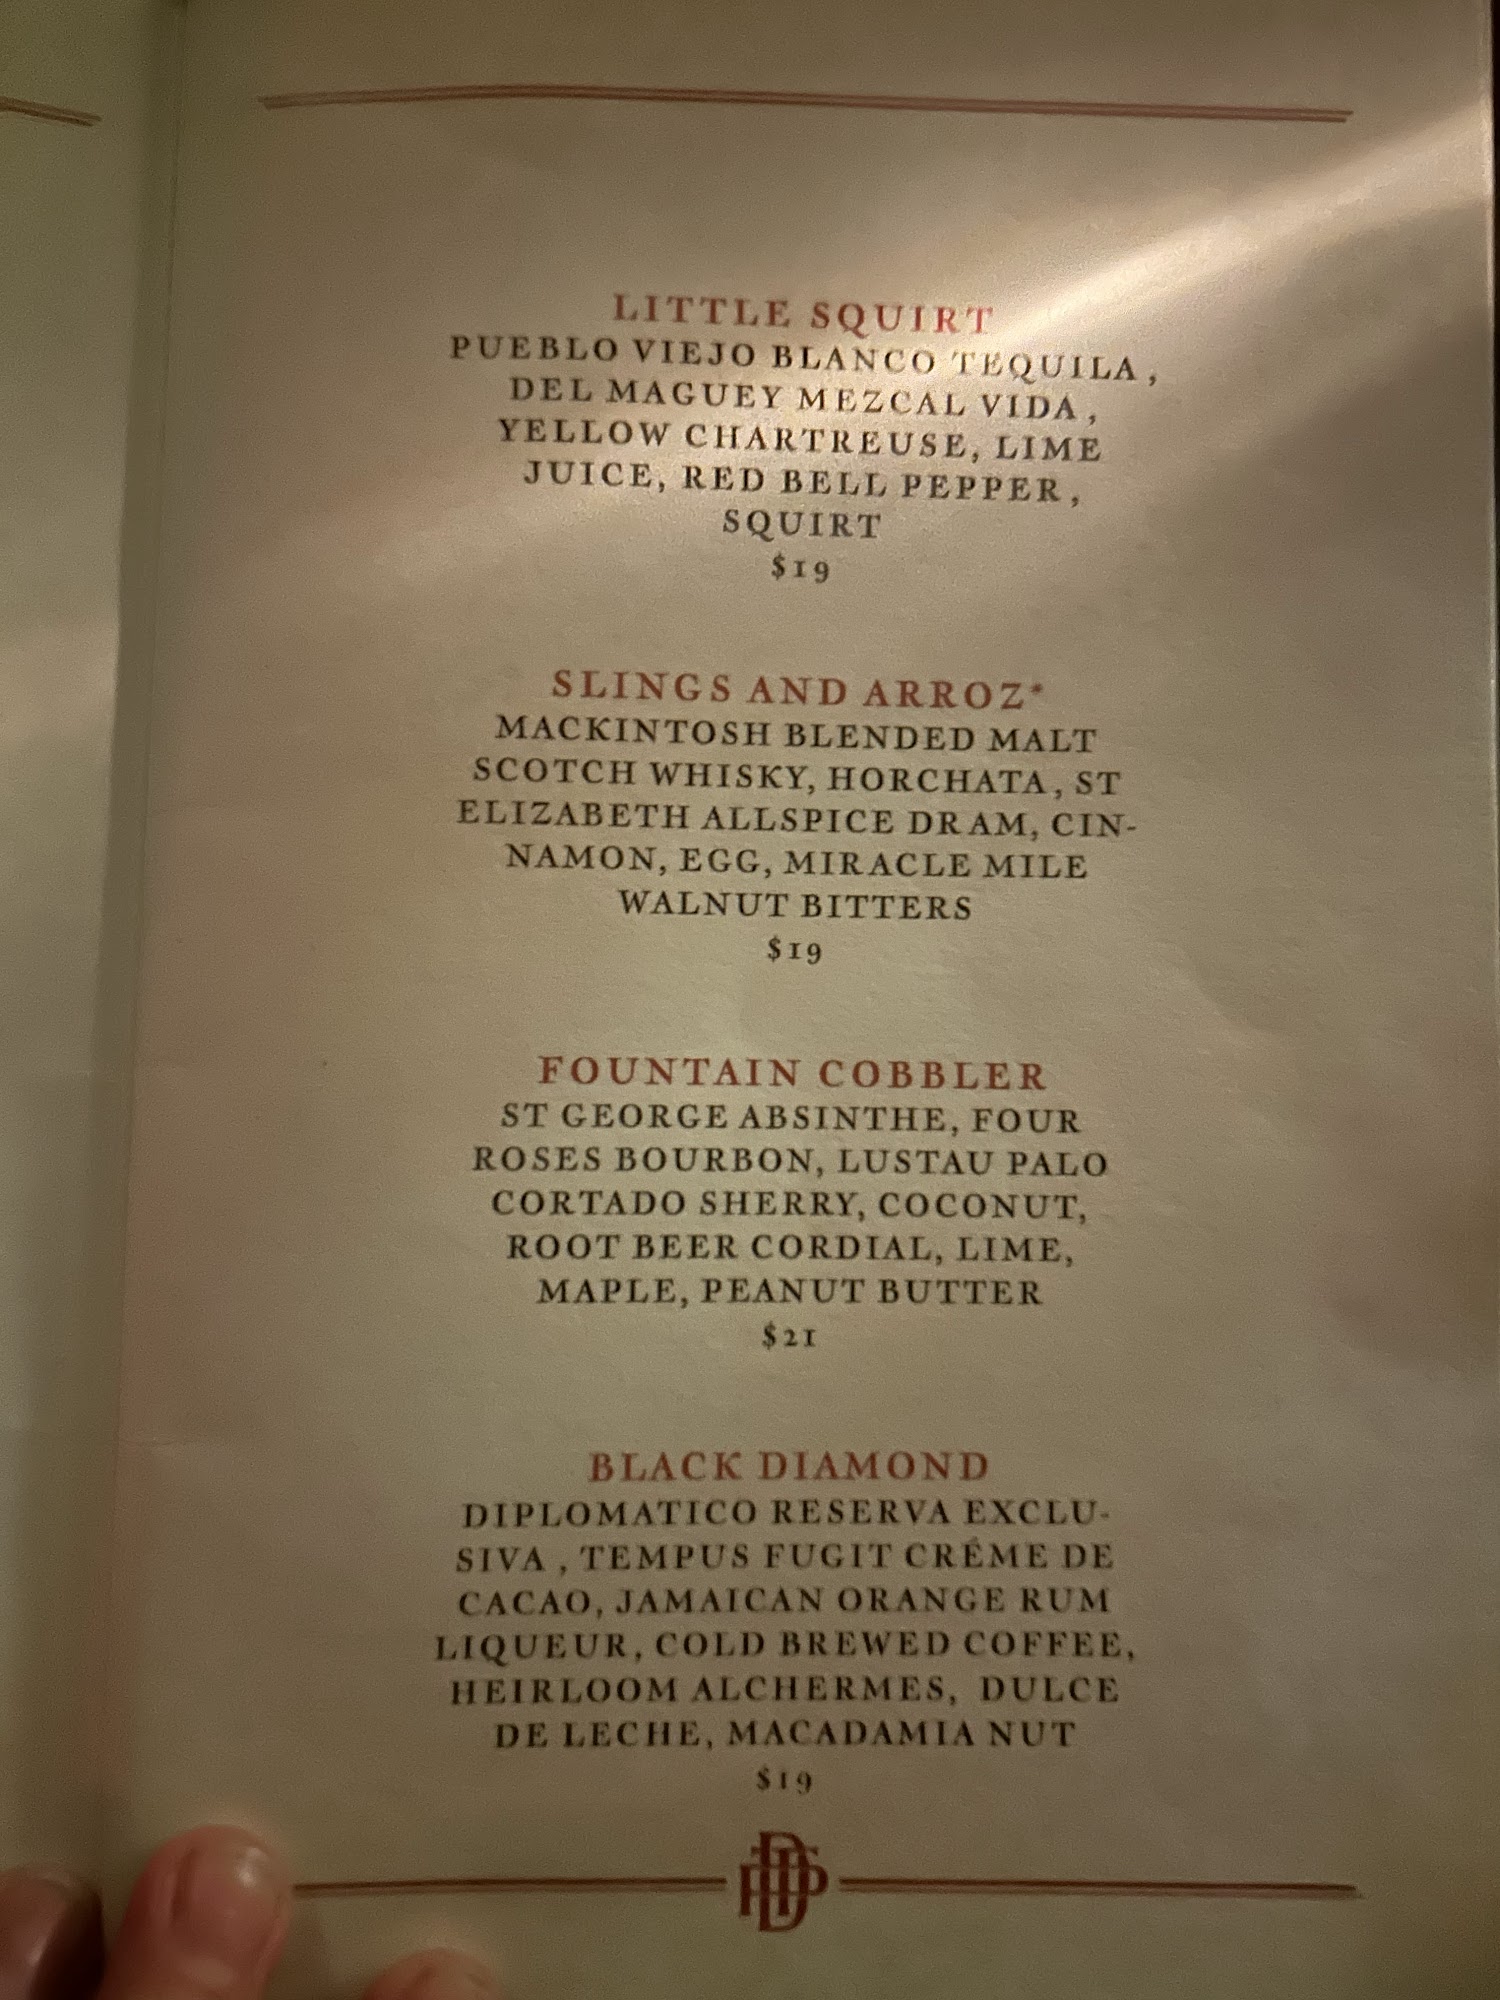 LITTLE SQUIRT
PUEBLO VIEJO BLANCO TEQUILA ,
DEL MAGUEY MEZCAL VIDA ,
YELLOW CHARTREUSE, LIME
JUICE, RED BELL PEPPER ,
SQUIRT
$19
SLINGS AND ARROZ*
MACKINTOSH BLENDED MALT
SCOTCH WHISKY, HORCHATA , ST
ELIZABETH ALLSPICE DRAM, CIN-
NAMON, EGG, MIRACLE MILE
WALNUT BITTERS
$19
FOUNTAIN COBBLER
ST GEORGE ABSINTHE, FOUR
ROSES BOURBON, LUSTAU PALO
CORTADO SHERRY, COCONUT,
ROOT BEER CORDIAL, LIME,
MAPLE, PEANUT BUTTER
$21
BLACK DIAMOND
DIPLOMATICO RESERVA EXCLU-
SIVA , TEMPUS FUGIT CRÉME DE
CACAO, JAMAICAN ORANGE RUM
LIQUEUR, COLD BREWED COFFEE,
HEIRLOOM ALCHERMES, DULCE
DE LECHE, MACADAMIA NUT
$19